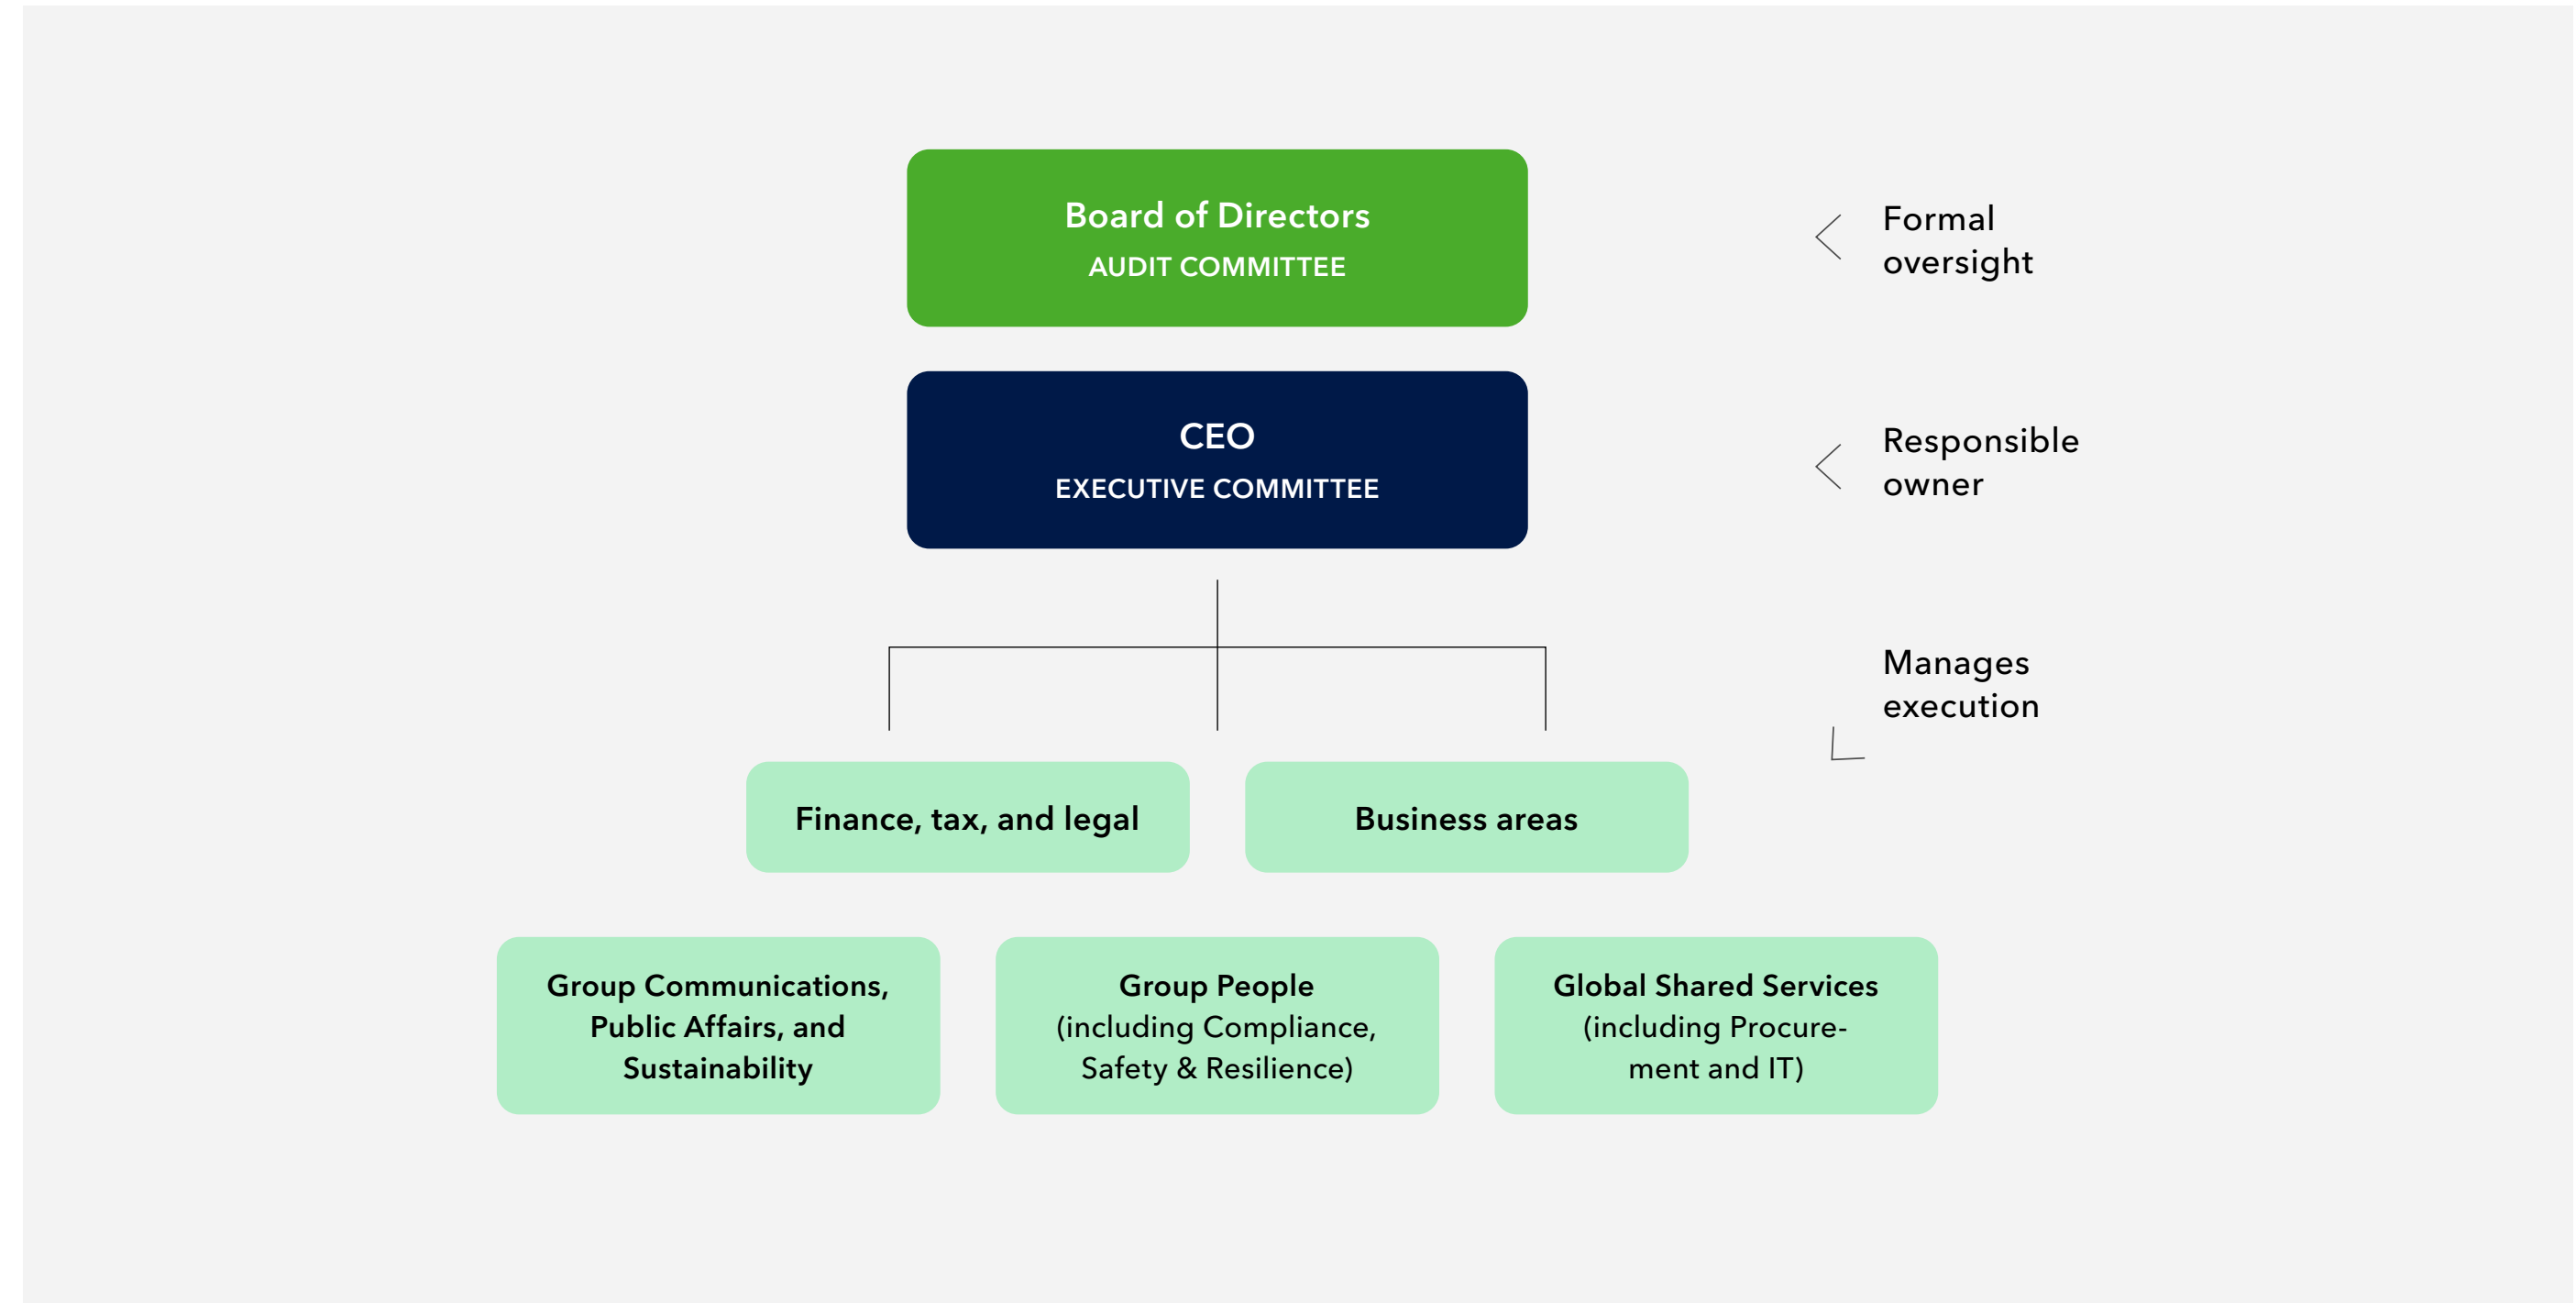 Board of Directors
AUDIT COMMITTEE
Formal
oversight
CEO
EXECUTIVE COMMITTEE
Responsible
owner
Manages
execution
Finance, tax, and legal
Business areas
Group Communications,
Public Affairs, and
Sustainability
Group People
(including Compliance,
Safety & Resilience)
Global Shared Services
(including Procure-
ment and IT)